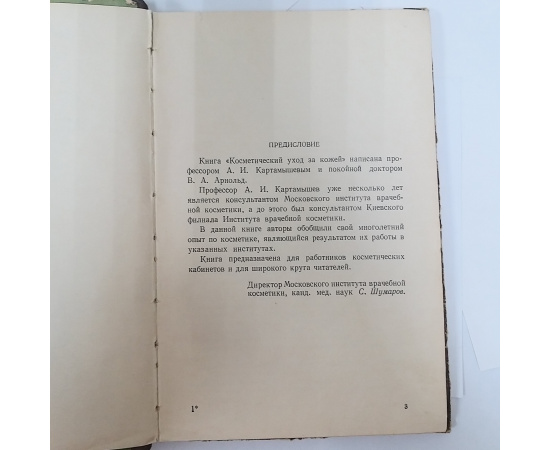 ПРЕДИСЛОВИЕ
Книга «Косметический уход за кожей» написана про-
фессором А. И. Картамышевым и покойной доктором
В. А. Арнольд.
Профессор А. И. Картамышев уже несколько лет
является консультантом Московского института врачеб-
ной косметики, а до этого был консультантом Киевского
филиала Института врачебной косметики.
В данной книге авторы обобщили свой многолетний
опыт по косметике, являющийся результатом их работы в
указанных институтах.
Книга предназначена для работников косметических
кабинетов и для широкого круга читателей.
Директор Московского института врачебной
косметики, канд. мед. наук С. Шумаров.
1*
3